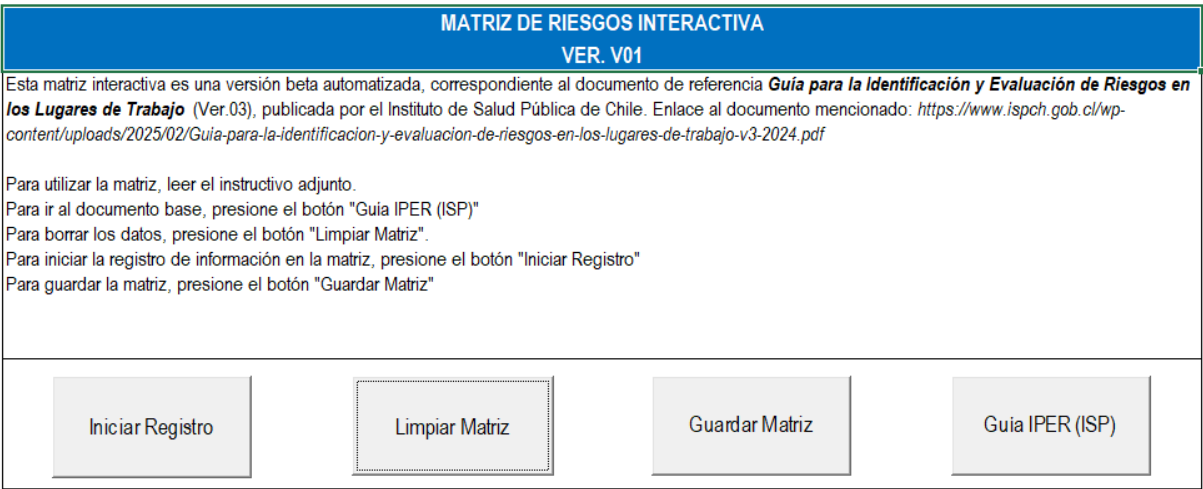 MATRIZ DE RIESGOS INTERACTIVA
VER. V01
Esta matriz interactiva es una versión beta automatizada, correspondiente al documento de referencia Guía para la Identificación y Evaluación de Riesgos en
los Lugares de Trabajo (Ver.03), publicada por el Instituto de Salud Pública de Chile. Enlace al documento mencionado: https://www.ispch.gob.cl/wp-
content/uploads/2025/02/Guia-para-la-identificacion-y-evaluacion-de-riesgos-en-los-lugares-de-trabajo-v3-2024.pdf
Para utilizar la matriz, leer el instructivo adjunto.
Para ir al documento base, presione el botón "Guía IPER (ISP)"
Para borrar los datos, presione el botón "Limpiar Matriz".
Para iniciar la registro de información en la matriz, presione el botón "Iniciar Registro"
Para guardar la matriz, presione el botón "Guardar Matriz"
Iniciar Registro
Limpiar Matriz
Guardar Matriz
Guía IPER (ISP)